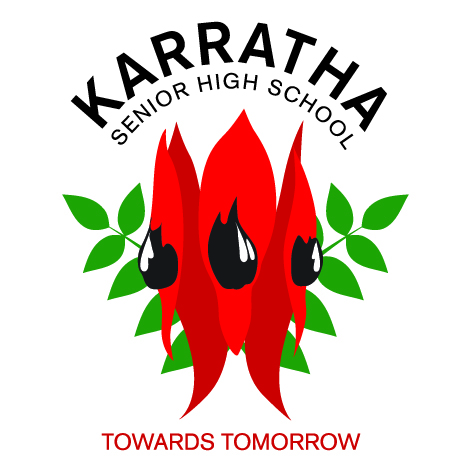 KARRATHA
SENIOR HIGH SCHOOL
TOWARDS TOMORROW